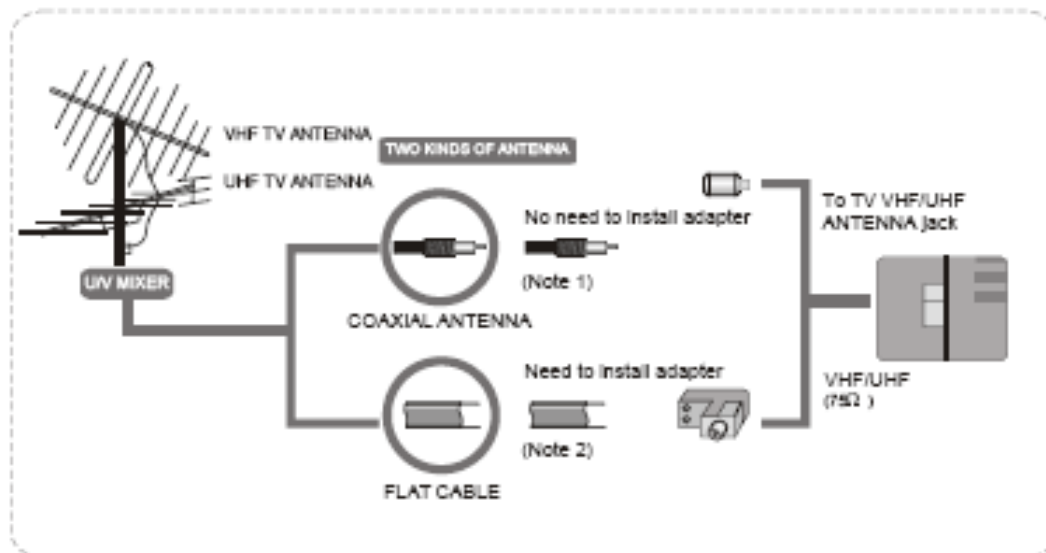 VHF TV ANTENNA
TWO KINDS OF ANTENNA
UHF TV ANTENNA
U/V MIXER
No need to install adapter
(Note 1)
COAXIAL ANTENNA
Need to install adapter
(Note 2)
FLAT CABLE
To TV VHF/UHF
ANTENNA jack
VHF/UHF
(75Ω )